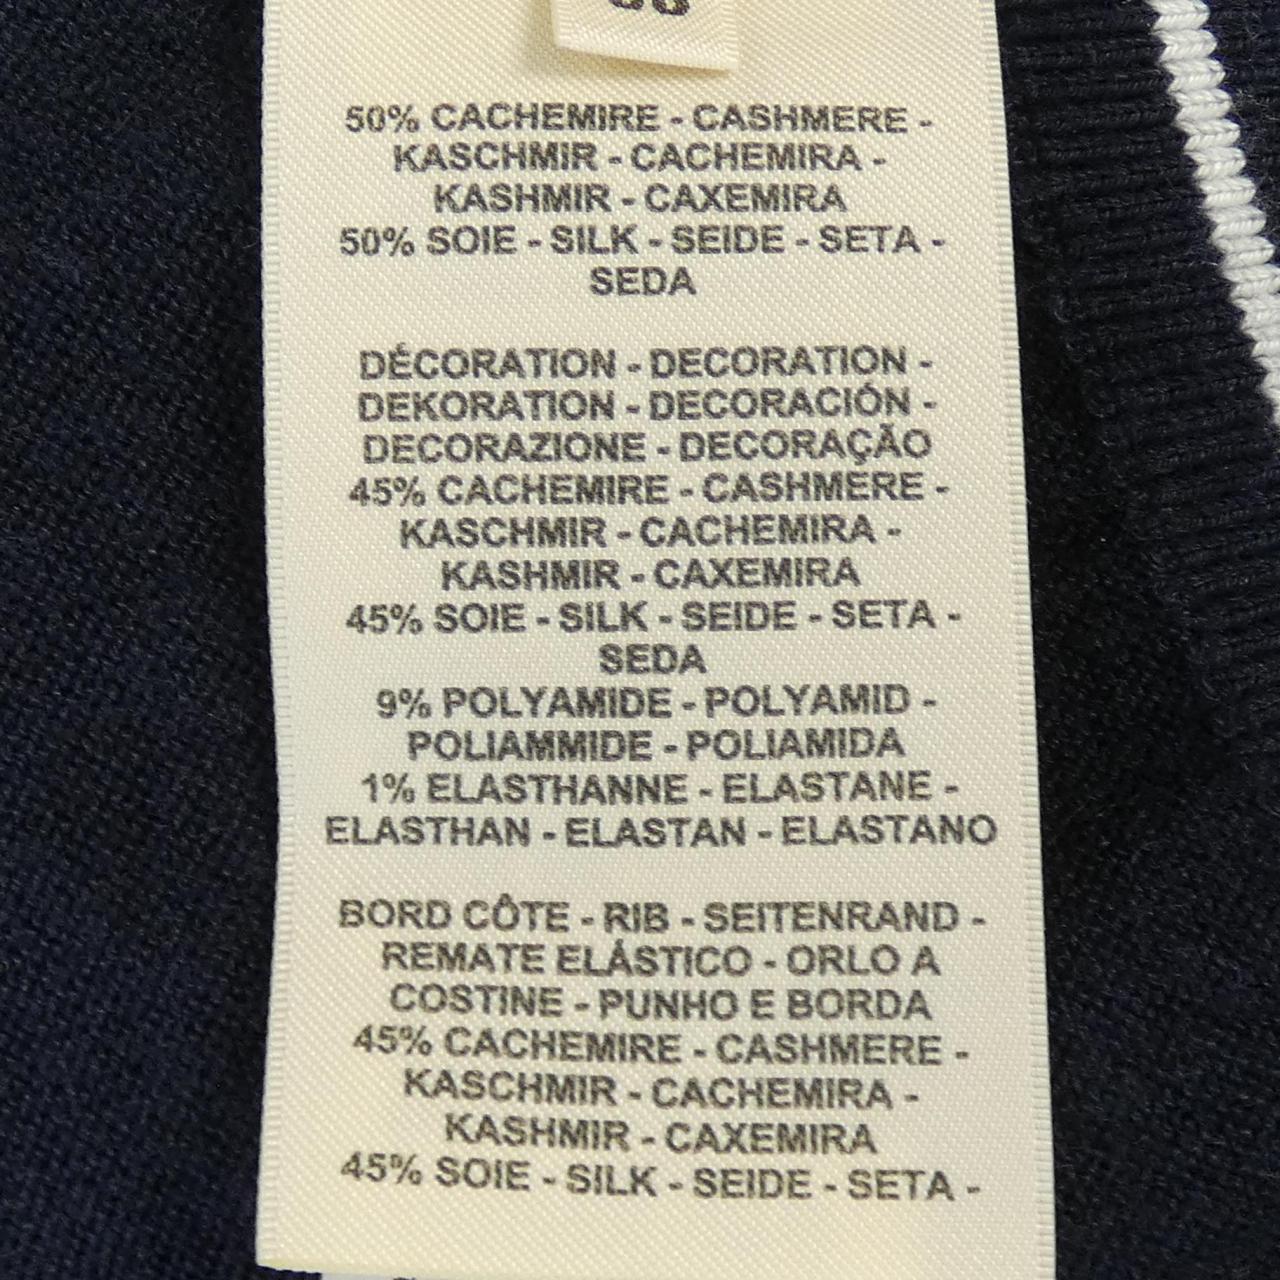 50% CACHEMIRE - CASHMERE -
KASCHMIR - CACHEMIRA -
KASHMIR - CAXEMIRA
50% SOIE - SILK - SEIDE - SETA -
SEDA
DÉCORATION - DECORATION -
DEKORATION - DECORACIÓN -
DECORAZIONE - DECORAÇÃO
45% CACHEMIRE - CASHMERE -
KASCHMIR - CACHEMIRA -
KASHMIR - CAXEMIRA
45% SOIE - SILK - SEIDE - SETA -
SEDA
9% POLYAMIDE - POLYAMID -
POLIAMMIDE - POLIAMIDA
1% ELASTHANNE - ELASTANE -
ELASTHAN - ELASTAN - ELASTANO
BORD CÔTE - RIB - SEITENRAND -
REMATE ELÁSTICO - ORLO A
COSTINE - PUNHO E BORDA
45% CACHEMIRE - CASHMERE -
KASCHMIR - CACHEMIRA -
KASHMIR - CAXEMIRA
45% SOIE - SILK - SEIDE - SETA -